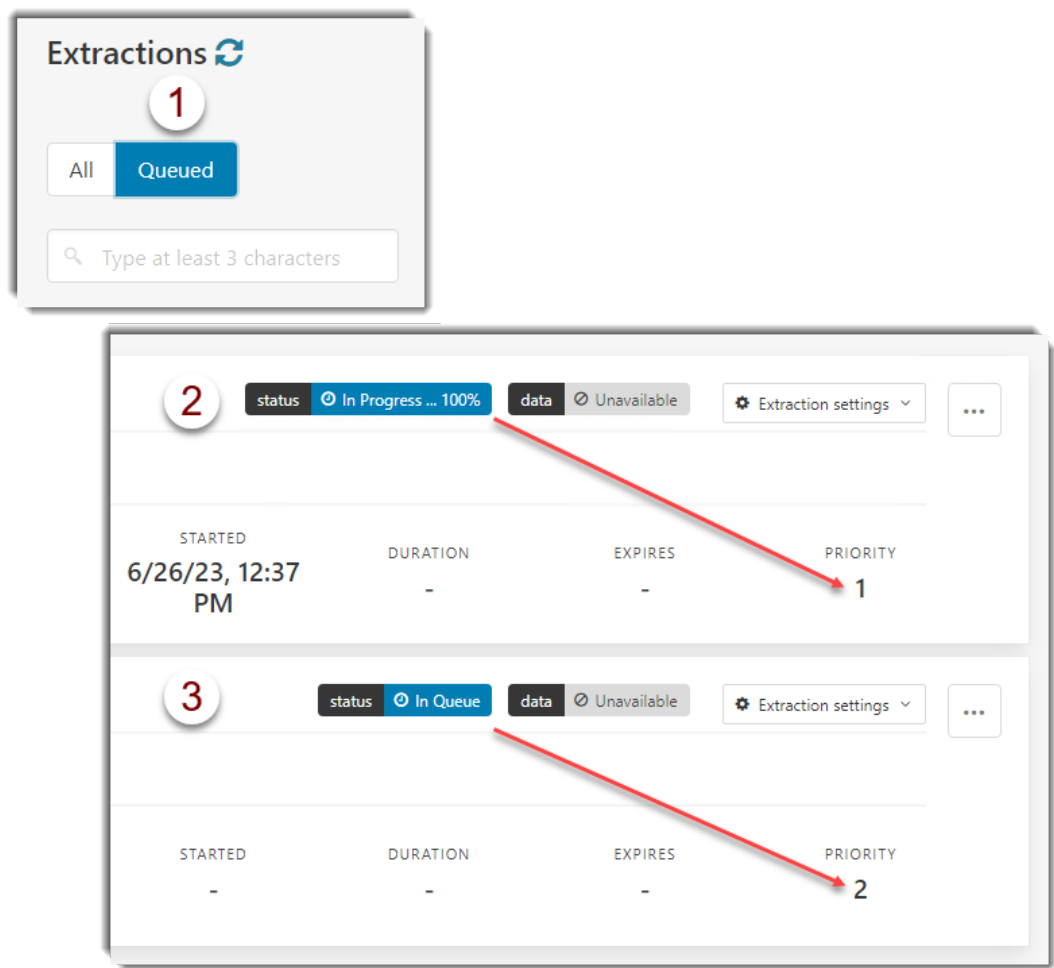 Extractions
1
All Queued
Type at least 3 characters
2 status In Progress ... 100% data Unavailable Extraction settings ...
STARTED DURATION EXPIRES PRIORITY
6/26/23, 12:37
PM - - 1
3 status In Queue data Unavailable Extraction settings ...
STARTED DURATION EXPIRES PRIORITY
- - - 2